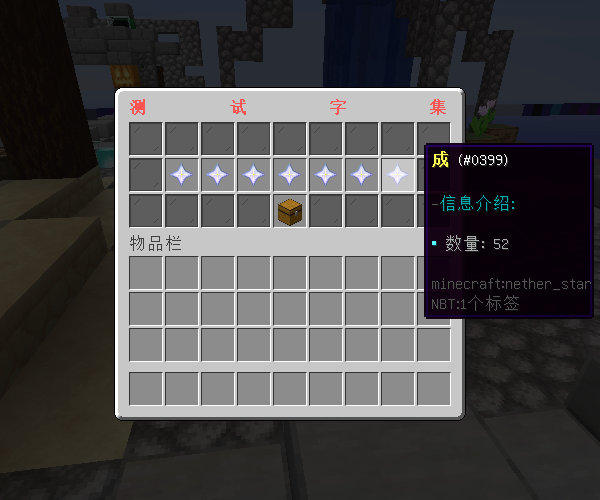 测 试 字 集
成 (#0399)
-信息介绍:
▪ 数量: 52
minecraft:nether_star
NBT:1个标签
物品栏